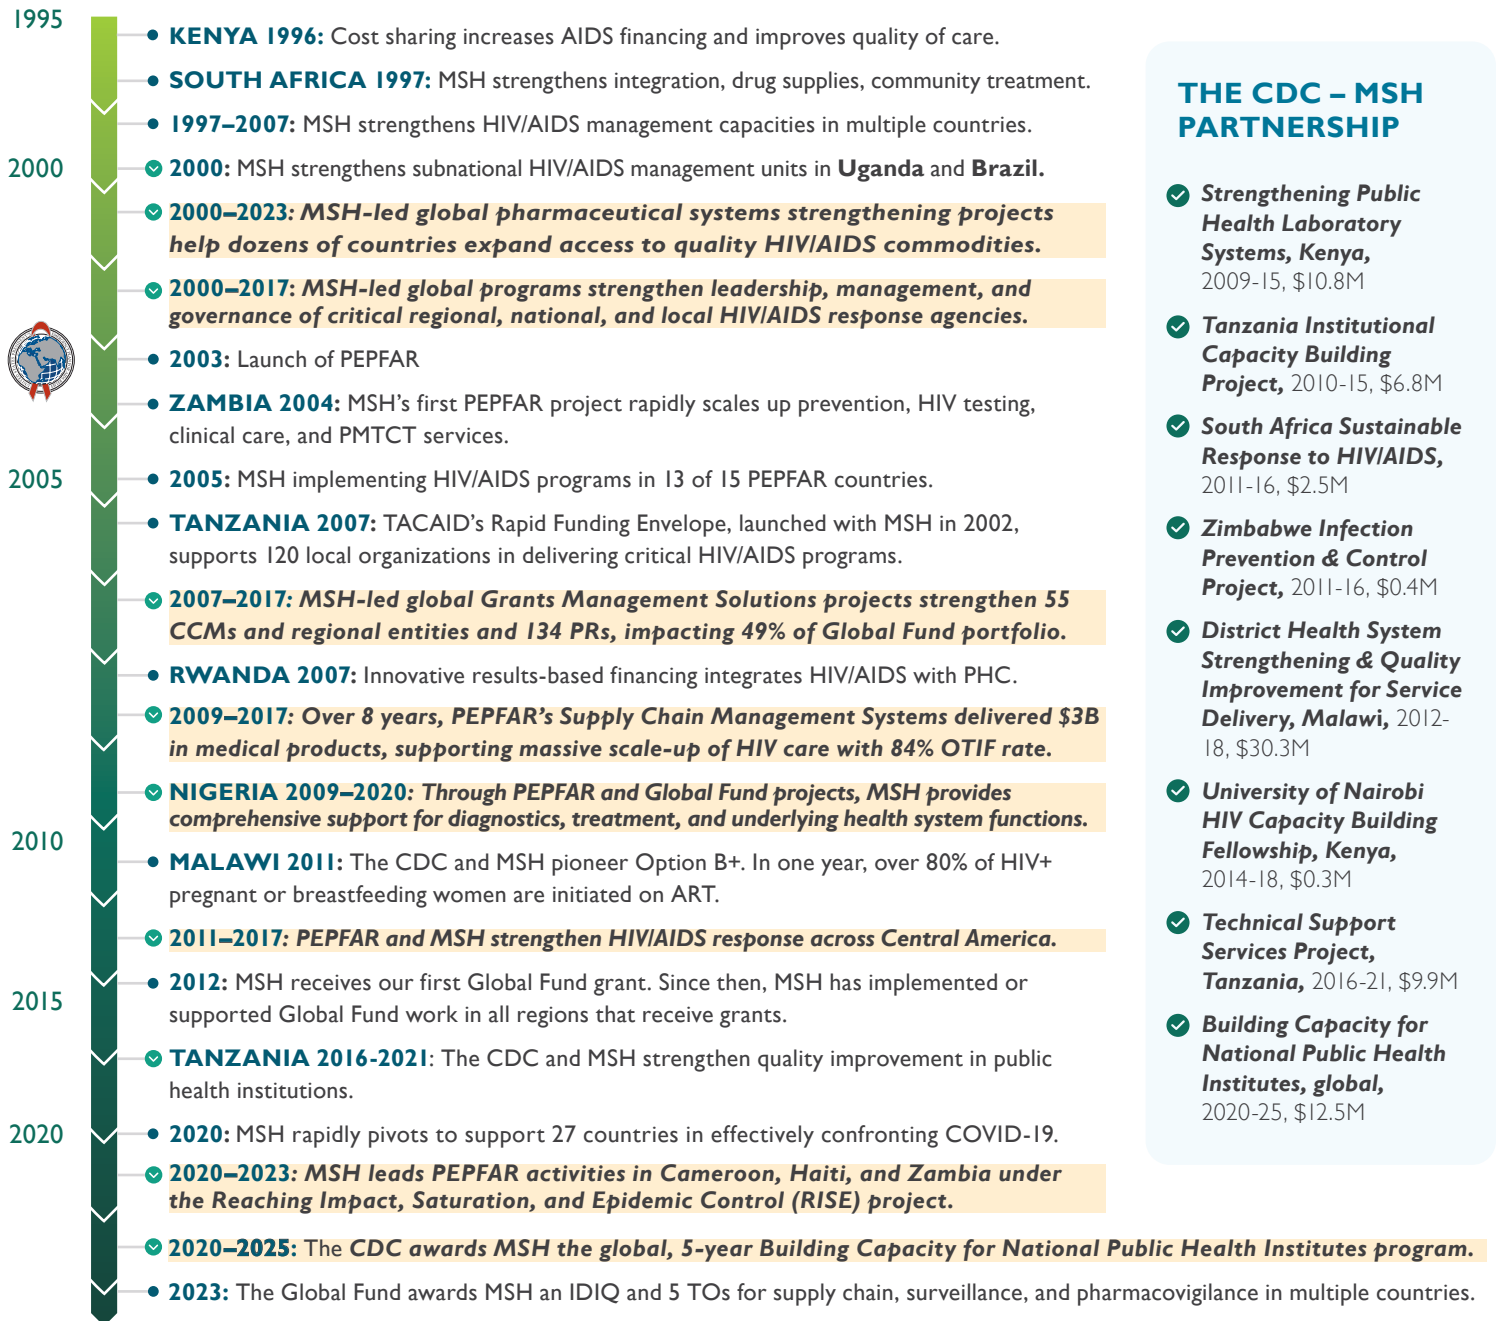 1995
KENYA 1996: Cost sharing increases AIDS financing and improves quality of care.
SOUTH AFRICA 1997: MSH strengthens integration, drug supplies, community treatment.
1997–2007: MSH strengthens HIV/AIDS management capacities in multiple countries.
2000
2000: MSH strengthens subnational HIV/AIDS management units in Uganda and Brazil.
2000–2023: MSH-led global pharmaceutical systems strengthening projects
help dozens of countries expand access to quality HIV/AIDS commodities.
2000–2017: MSH-led global programs strengthen leadership, management, and
governance of critical regional, national, and local HIV/AIDS response agencies.
2003: Launch of PEPFAR
ZAMBIA 2004: MSH's first PEPFAR project rapidly scales up prevention, HIV testing,
clinical care, and PMTCT services.
2005
2005: MSH implementing HIV/AIDS programs in 13 of 15 PEPFAR countries.
TANZANIA 2007: TACAID's Rapid Funding Envelope, launched with MSH in 2002,
supports 120 local organizations in delivering critical HIV/AIDS programs.
2007–2017: MSH-led global Grants Management Solutions projects strengthen 55
CCMs and regional entities and 134 PRs, impacting 49% of Global Fund portfolio.
RWANDA 2007: Innovative results-based financing integrates HIV/AIDS with PHC.
2009–2017: Over 8 years, PEPFAR's Supply Chain Management Systems delivered $3B
in medical products, supporting massive scale-up of HIV care with 84% OTIF rate.
NIGERIA 2009–2020: Through PEPFAR and Global Fund projects, MSH provides
comprehensive support for diagnostics, treatment, and underlying health system functions.
2010
MALAWI 2011: The CDC and MSH pioneer Option B+. In one year, over 80% of HIV+
pregnant or breastfeeding women are initiated on ART.
2011–2017: PEPFAR and MSH strengthen HIV/AIDS response across Central America.
2012: MSH receives our first Global Fund grant. Since then, MSH has implemented or
supported Global Fund work in all regions that receive grants.
2015
TANZANIA 2016-2021: The CDC and MSH strengthen quality improvement in public
health institutions.
2020
2020: MSH rapidly pivots to support 27 countries in effectively confronting COVID-19.
2020–2023: MSH leads PEPFAR activities in Cameroon, Haiti, and Zambia under
the Reaching Impact, Saturation, and Epidemic Control (RISE) project.
2020–2025: The CDC awards MSH the global, 5-year Building Capacity for National Public Health Institutes program.
2023: The Global Fund awards MSH an IDIQ and 5 TOs for supply chain, surveillance, and pharmacovigilance in multiple countries.
THE CDC – MSH
PARTNERSHIP
Strengthening Public
Health Laboratory
Systems, Kenya,
2009-15, $10.8M
Tanzania Institutional
Capacity Building
Project, 2010-15, $6.8M
South Africa Sustainable
Response to HIV/AIDS,
2011-16, $2.5M
Zimbabwe Infection
Prevention & Control
Project, 2011-16, $0.4M
District Health System
Strengthening & Quality
Improvement for Service
Delivery, Malawi, 2012-
18, $30.3M
University of Nairobi
HIV Capacity Building
Fellowship, Kenya,
2014-18, $0.3M
Technical Support
Services Project,
Tanzania, 2016-21, $9.9M
Building Capacity for
National Public Health
Institutes, global,
2020-25, $12.5M